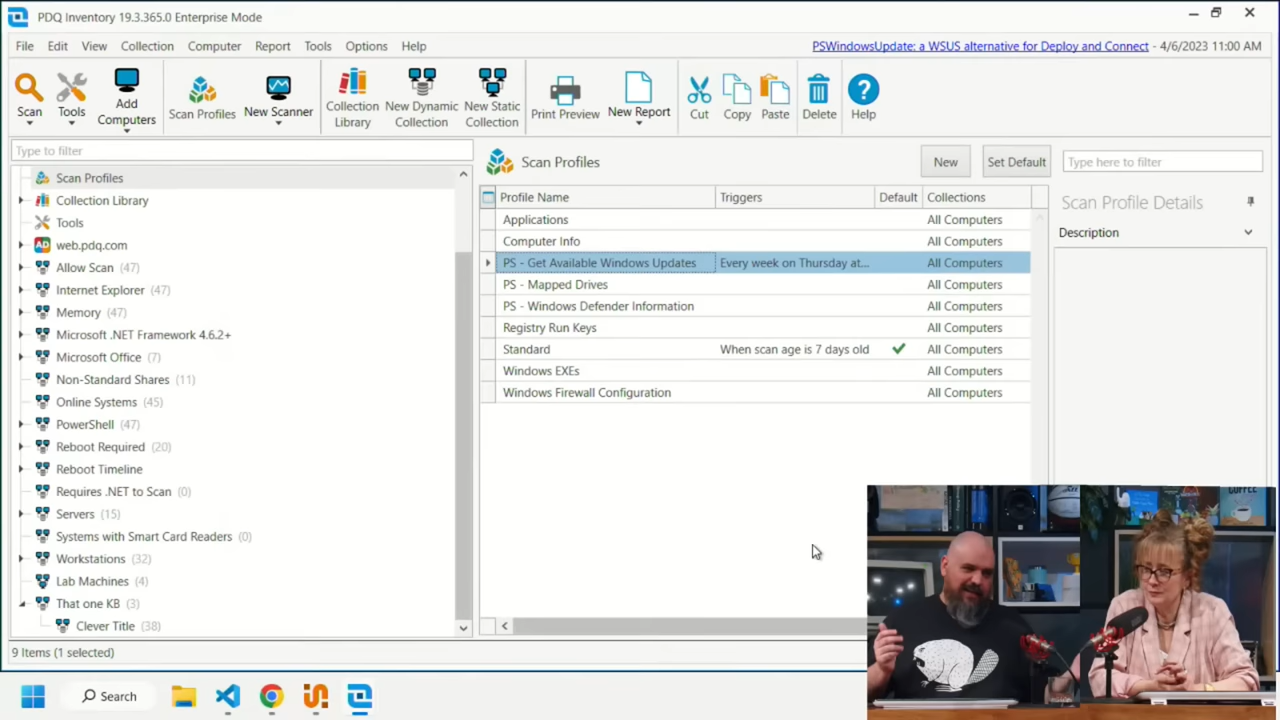 PDQ Inventory 19.3.365.0 Enterprise Mode
File Edit View Collection Computer Report Tools Options Help
PSWindowsUpdate: a WSUS alternative for Deploy and Connect - 4/6/2023 11:00 AM
Scan
Tools
Add Computers
Scan Profiles
New Scanner
Collection Library
New Dynamic Collection
New Static Collection
Print Preview
New Report
Cut
Copy
Paste
Delete
Help
Type to filter
Scan Profiles
Collection Library
Tools
AD web.pdq.com
Allow Scan (47)
Internet Explorer (47)
Memory (47)
Microsoft .NET Framework 4.6.2+
Microsoft Office (7)
Non-Standard Shares (11)
Online Systems (45)
PowerShell (47)
Reboot Required (20)
Reboot Timeline
Requires .NET to Scan (0)
Servers (15)
Systems with Smart Card Readers (0)
Workstations (32)
Lab Machines (4)
That one KB (3)
Clever Title (38)
Scan Profiles
New
Set Default
Type here to filter
Profile Name Triggers Default Collections
Applications All Computers
Computer Info All Computers
PS - Get Available Windows Updates Every week on Thursday at... All Computers
PS - Mapped Drives All Computers
PS - Windows Defender Information All Computers
Registry Run Keys All Computers
Standard When scan age is 7 days old All Computers
Windows EXEs All Computers
Windows Firewall Configuration All Computers
Scan Profile Details
Description
COFFEE
9 Items (1 selected)
Search